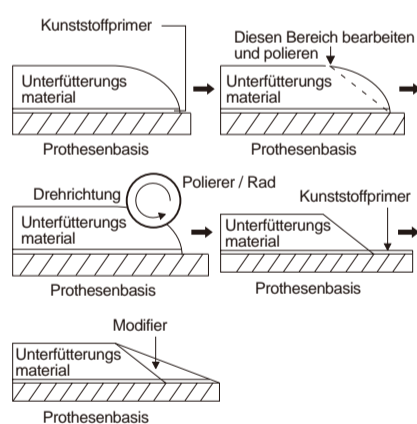 Kunststoffprimer
Unterfütterungs
material
Prothesenbasis
Diesen Bereich bearbeiten
und polieren
Unterfütterungs
material
Prothesenbasis
Drehrichtung
Polierer / Rad
Unterfütterungs
material
Prothesenbasis
Kunststoffprimer
Unterfütterungs
material
Prothesenbasis
Modifier
Unterfütterungs
material
Prothesenbasis